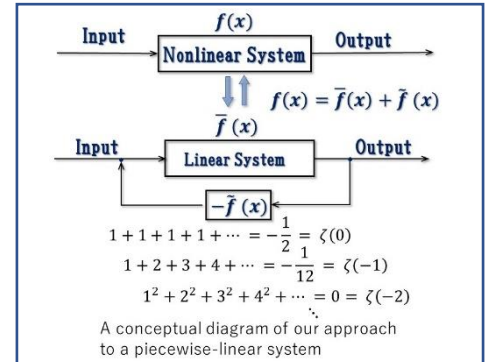 f(x)
Input Nonlinear System Output
f(x) = f̅(x) + f̃(x)
f̅(x)
Input Linear System Output
−f̃(x)
1 + 1 + 1 + 1 + ⋯ = −1/2 = ζ(0)
1 + 2 + 3 + 4 + ⋯ = −1/12 = ζ(−1)
1² + 2² + 3² + 4² + ⋯ = 0 = ζ(−2)
⋱
A conceptual diagram of our approach
to a piecewise-linear system